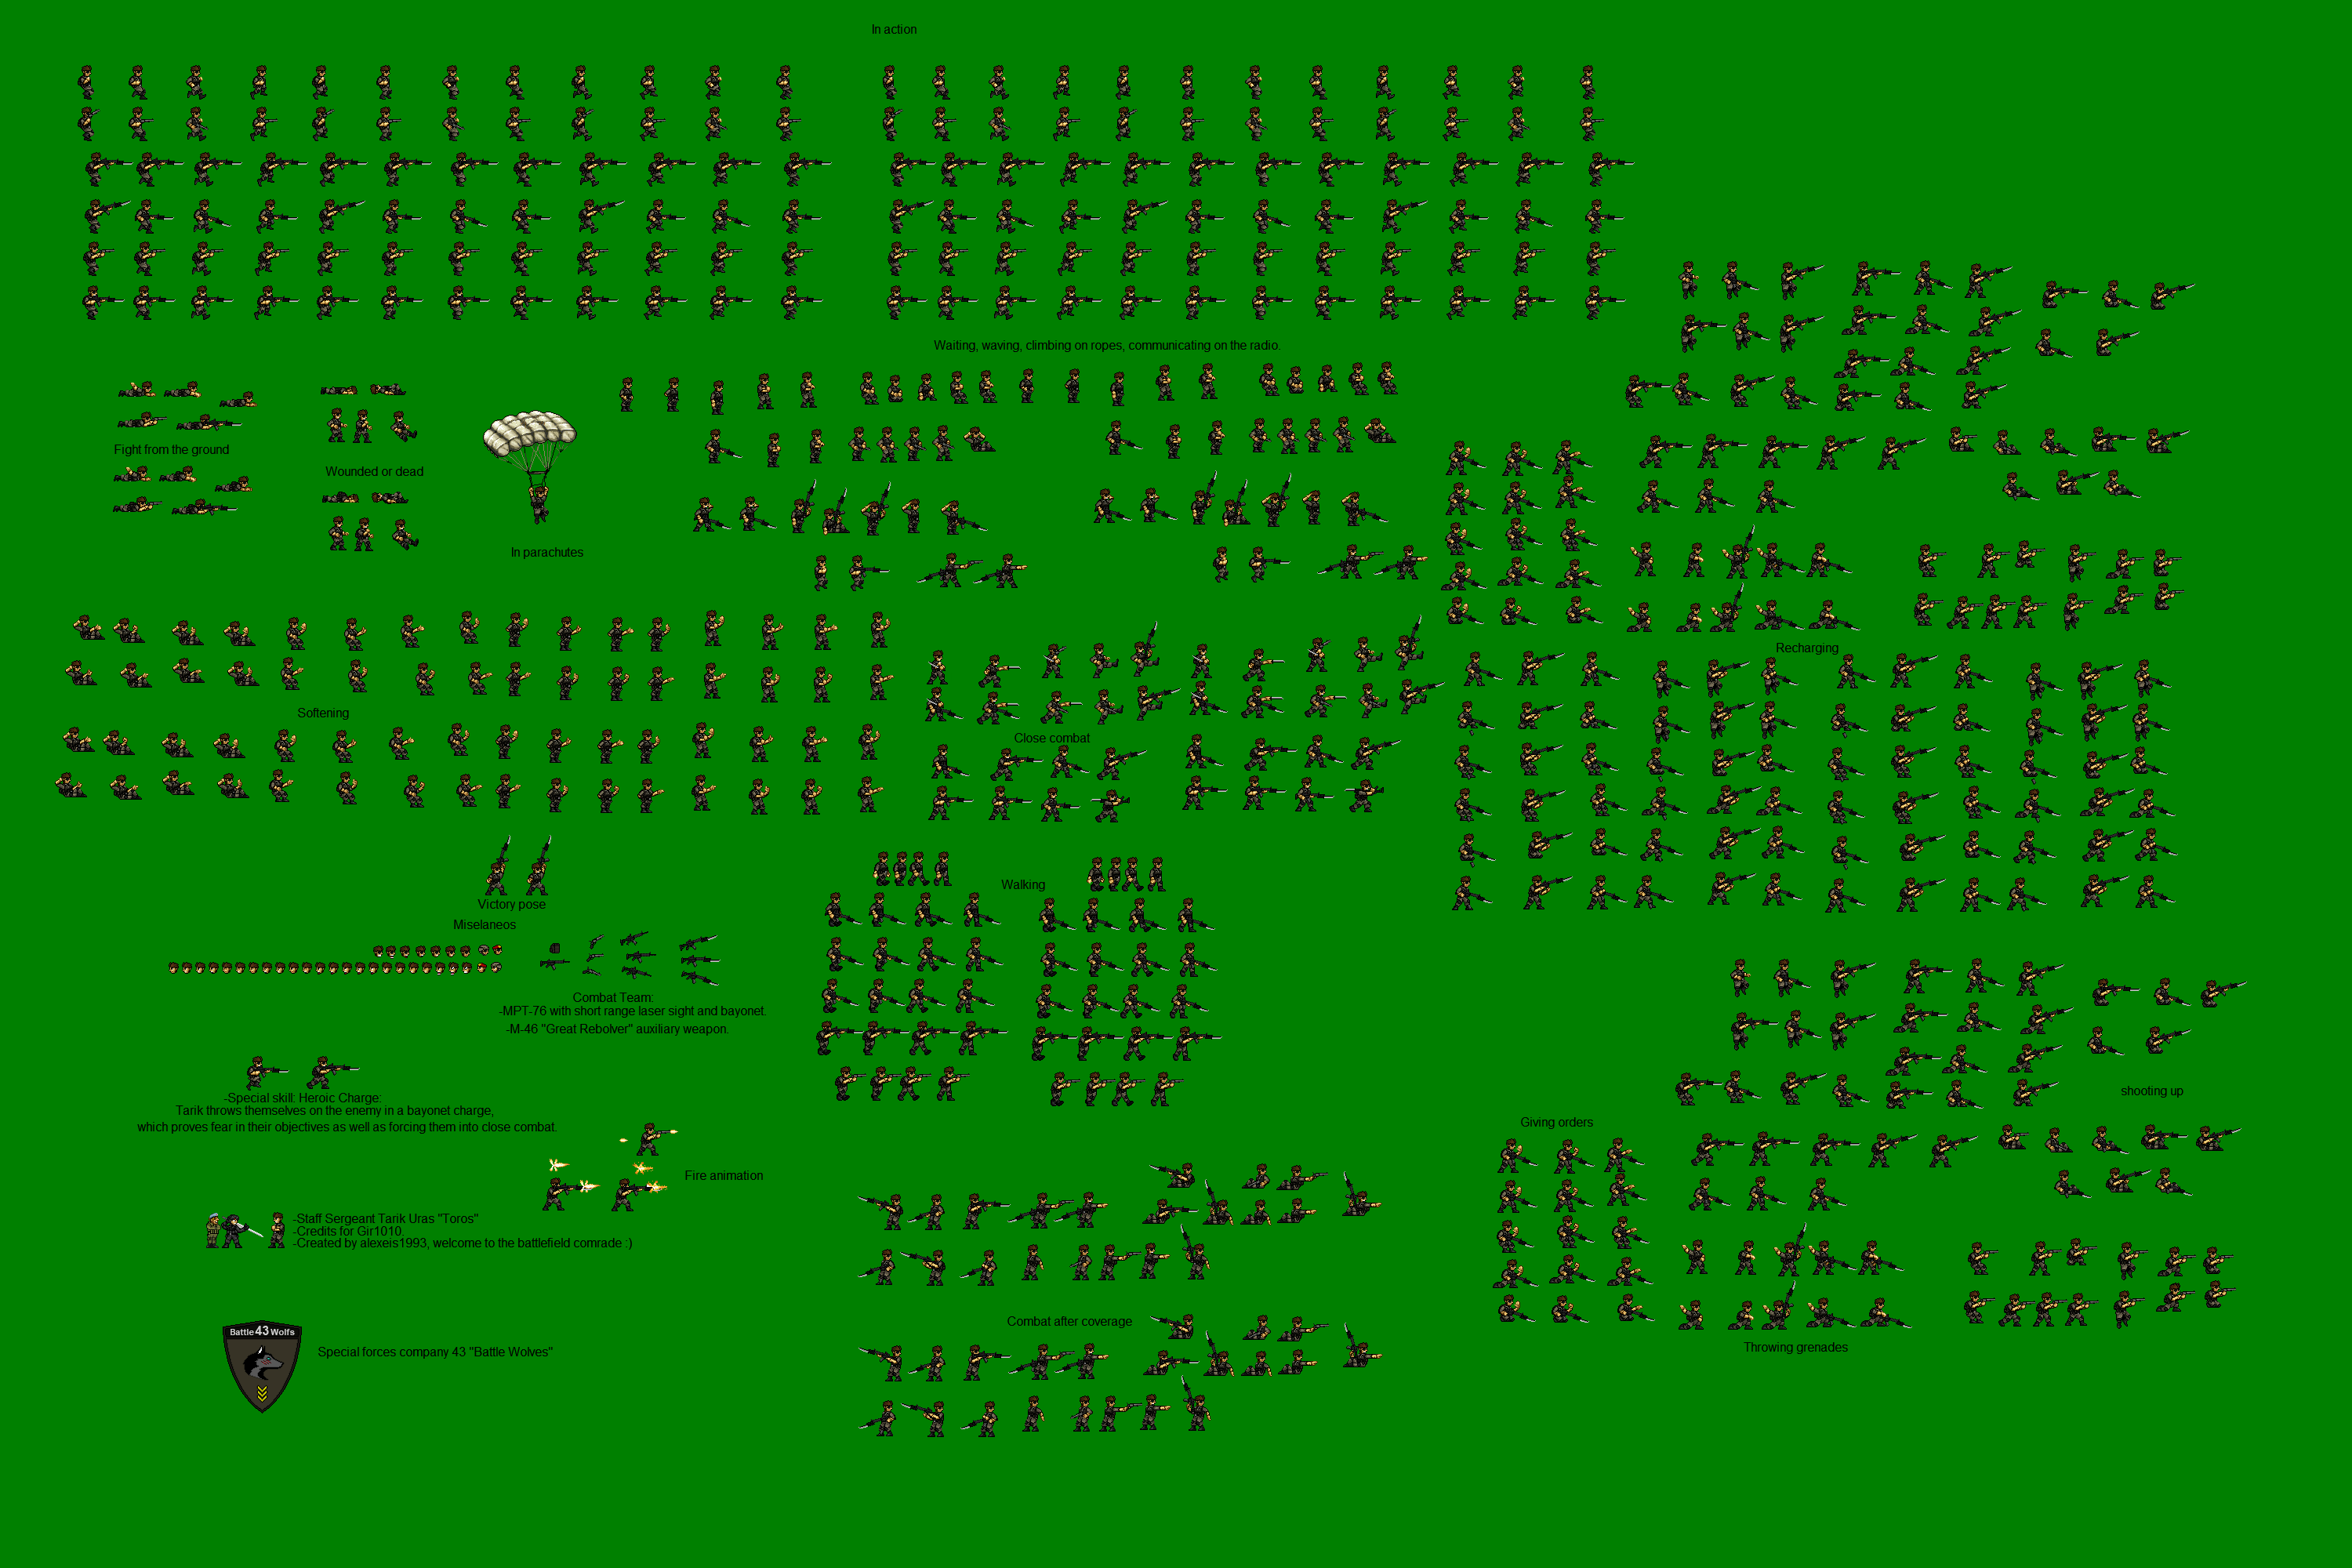 In action
Waiting, waving, climbing on ropes, communicating on the radio.
Fight from the ground
Wounded or dead
In parachutes
Recharging
Softening
Close combat
Victory pose
Walking
Miselaneos
Combat Team:
-MPT-76 with short range laser sight and bayonet.
-M-46 "Great Rebolver" auxiliary weapon.
-Special skill: Heroic Charge:
Tarik throws themselves on the enemy in a bayonet charge,
which proves fear in their objectives as well as forcing them into close combat.
shooting up
Giving orders
Fire animation
-Staff Sergeant Tarik Uras "Toros"
-Credits for Gir1010.
-Created by alexeis1993, welcome to the battlefield comrade :)
Combat after coverage
Battle 43 Wolfs
Special forces company 43 "Battle Wolves"
Throwing grenades